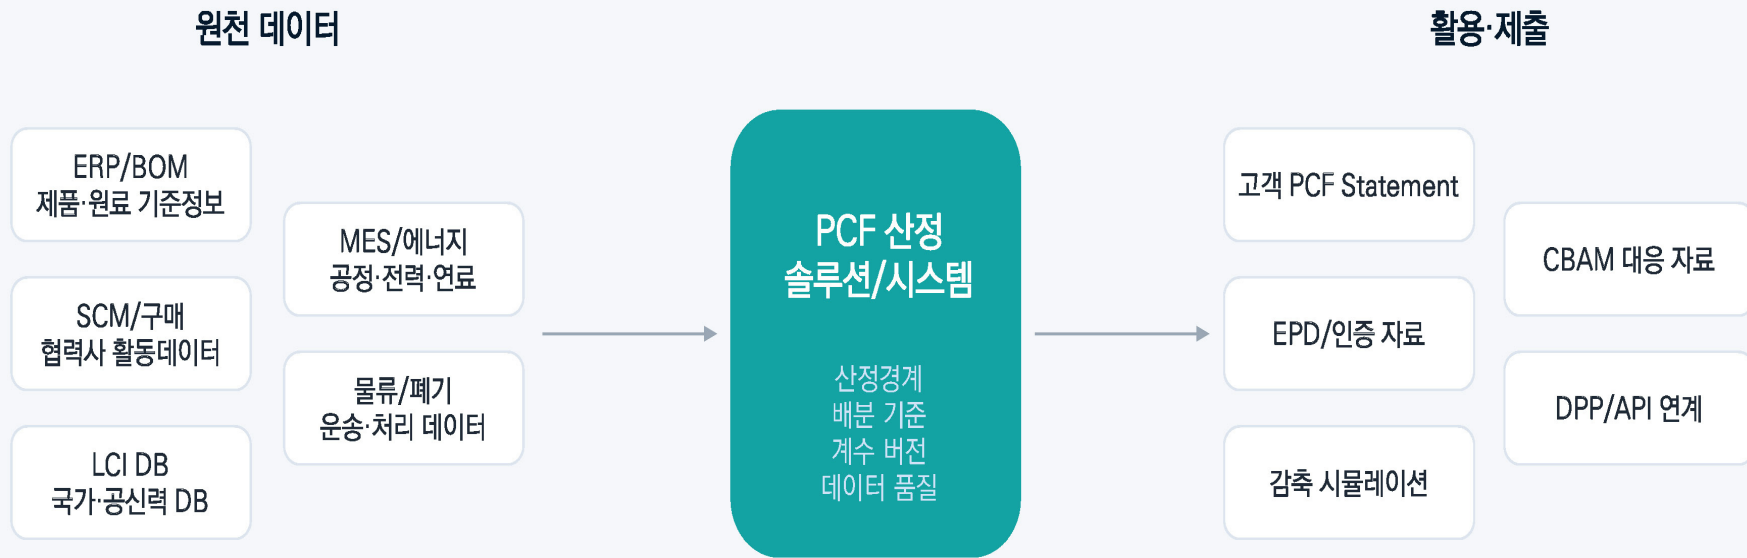 원천 데이터
활용·제출
ERP/BOM
제품·원료 기준정보
SCM/구매
협력사 활동데이터
LCI DB
국가·공신력 DB
MES/에너지
공정·전력·연료
물류/폐기
운송·처리 데이터
PCF 산정
솔루션/시스템
산정경계
배분 기준
계수 버전
데이터 품질
고객 PCF Statement
EPD/인증 자료
감축 시뮬레이션
CBAM 대응 자료
DPP/API 연계